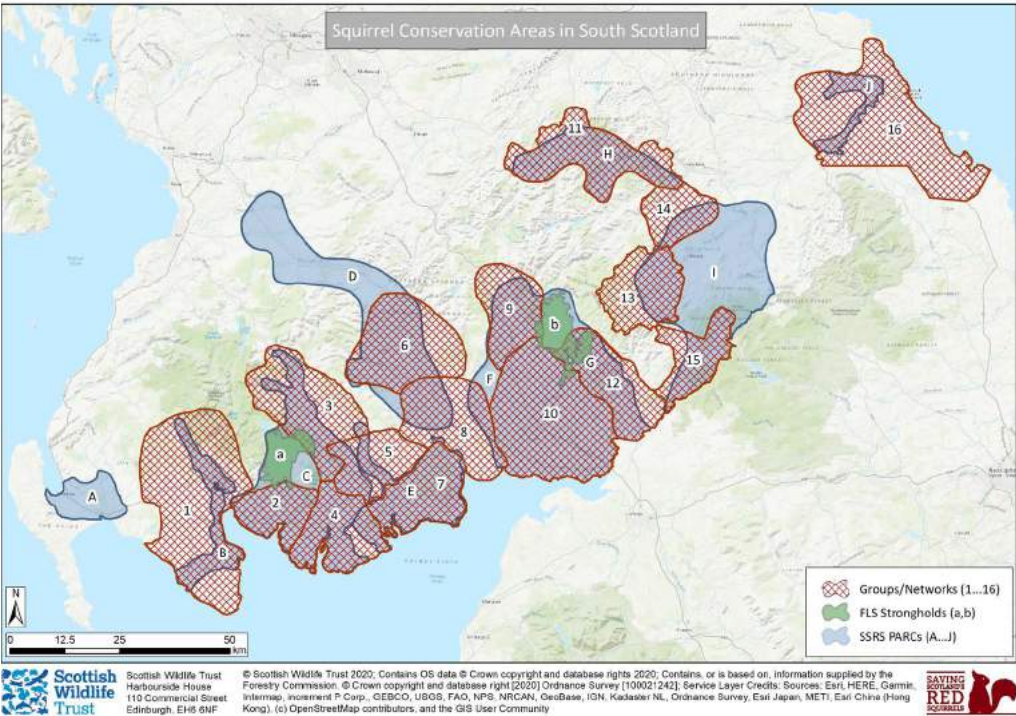 Squirrel Conservation Areas in South Scotland
J
11
16
H
14
D
I
13
9
b
6
G
15
F
12
3
10
8
5
a
C
A
E
7
2
1
4
B
N
0 12.5 25 50
km
Groups/Networks (1...16)
FLS Strongholds (a,b)
SSRS PARCs (A...J)
Scottish
Wildlife
Trust
Scottish Wildlife Trust
Harbourside House
110 Commercial Street
Edinburgh, EH6 6NF
© Scottish Wildlife Trust 2020; Contains OS data © Crown copyright and database rights 2020; Contains, or is based on, information supplied by the
Forestry Commission. © Crown copyright and database right [2020] Ordnance Survey [100021242]; Service Layer Credits: Sources: Esri, HERE, Garmin,
Intermap, increment P Corp., GEBCO, USGS, FAO, NPS, NRCAN, GeoBase, IGN, Kadaster NL, Ordnance Survey, Esri Japan, METI, Esri China (Hong
Kong), (c) OpenStreetMap contributors, and the GIS User Community
SAVING
SCOTLAND'S
RED
SQUIRRELS